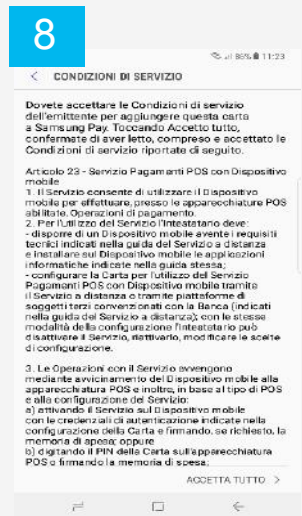 8
11:23
CONDIZIONI DI SERVIZIO
Dovete accettare le Condizioni di servizio
dell'emittente per aggiungere questa carta
a Samsung Pay. Toccando Accetto tutto,
confermate di aver letto, compreso e accettato le
Condizioni di servizio riportate di seguito.
Articolo 23 - Servizio Pagamenti POS con Dispositivo
mobile
1. Il Servizio consente di utilizzare il Dispositivo
mobile per effettuare, presso le apparecchiature POS
abilitate, Operazioni di pagamento.
2. Per l'utilizzo del Servizio l'Intestatario deve:
- disporre di un Dispositivo mobile avente i requisiti
tecnici indicati nella guida del Servizio a distanza
e installare sul Dispositivo mobile le applicazioni
informatiche indicate nella guida stessa;
- configurare la Carta per l'utilizzo del Servizio
Pagamenti POS con Dispositivo mobile tramite
il Servizio a distanza o tramite piattaforme di
soggetti terzi convenzionati con la Banca (indicati
nella guida del Servizio a distanza); con le stesse
modalità della configurazione l'Intestatario può
disattivare il Servizio, riattivarlo, modificare le scelte
di configurazione.
3. Le Operazioni con il Servizio avvengono
mediante avvicinamento del Dispositivo mobile alla
apparecchiatura POS e inoltre, in base al tipo di POS
e alla configurazione del Servizio:
a) attivando il Servizio sul Dispositivo mobile
con le credenziali di autenticazione indicate nella
configurazione della Carta e firmando, se richiesto, la
memoria di spesa; oppure
b) digitando il PIN della Carta sull'apparecchiatura
POS o firmando la memoria di spesa;
ACCETTA TUTTO >